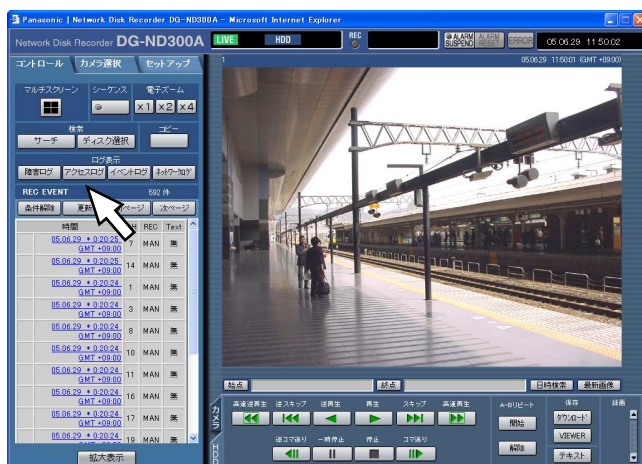 Panasonic | Network Disk Recorder DG-ND300A - Microsoft Internet Explorer
Network Disk Recorder DG-ND300A
LIVE
HDD
REC
ALARM SUSPEND
ALARM RESET
ERROR
05.06.29 11:50:02
コントロール カメラ選択 セットアップ
マルチスクリーン シーケンス 電子ズーム
x1 x2 x4
検索 コピー
サーチ ディスク選択
ログ表示
障害ログ アクセスログ イベントログ ネットワークログ
REC EVENT 592 件
条件解除 更新 ページ 次ページ
時間 H REC Text
05.06.29 * 0:20:25 GMT +09:00 7 MAN 無
05.06.29 * 0:20:25 GMT +09:00 14 MAN 無
05.06.29 * 0:20:24 GMT +09:00 1 MAN 無
05.06.29 * 0:20:24 GMT +09:00 3 MAN 無
05.06.29 * 0:20:24 GMT +09:00 8 MAN 無
05.06.29 * 0:20:24 GMT +09:00 10 MAN 無
05.06.29 * 0:20:24 GMT +09:00 11 MAN 無
05.06.29 * 0:20:24 GMT +09:00 16 MAN 無
05.06.29 * 0:20:24 GMT +09:00 17 MAN 無
05.06.29 * 0:20:24 19 MAN 無
拡大表示
1
05.06.29 11:50:01 (GMT +09:00)
始点 終点 日時検索 最新画像
カメラ
HDD
高速逆再生 逆スキップ 逆再生 再生 スキップ 高速再生
逆コマ送り 一時停止 停止 コマ送り
A-Bリピート
開始
解除
保存
ダウンロード
VIEWER
テキスト
録画